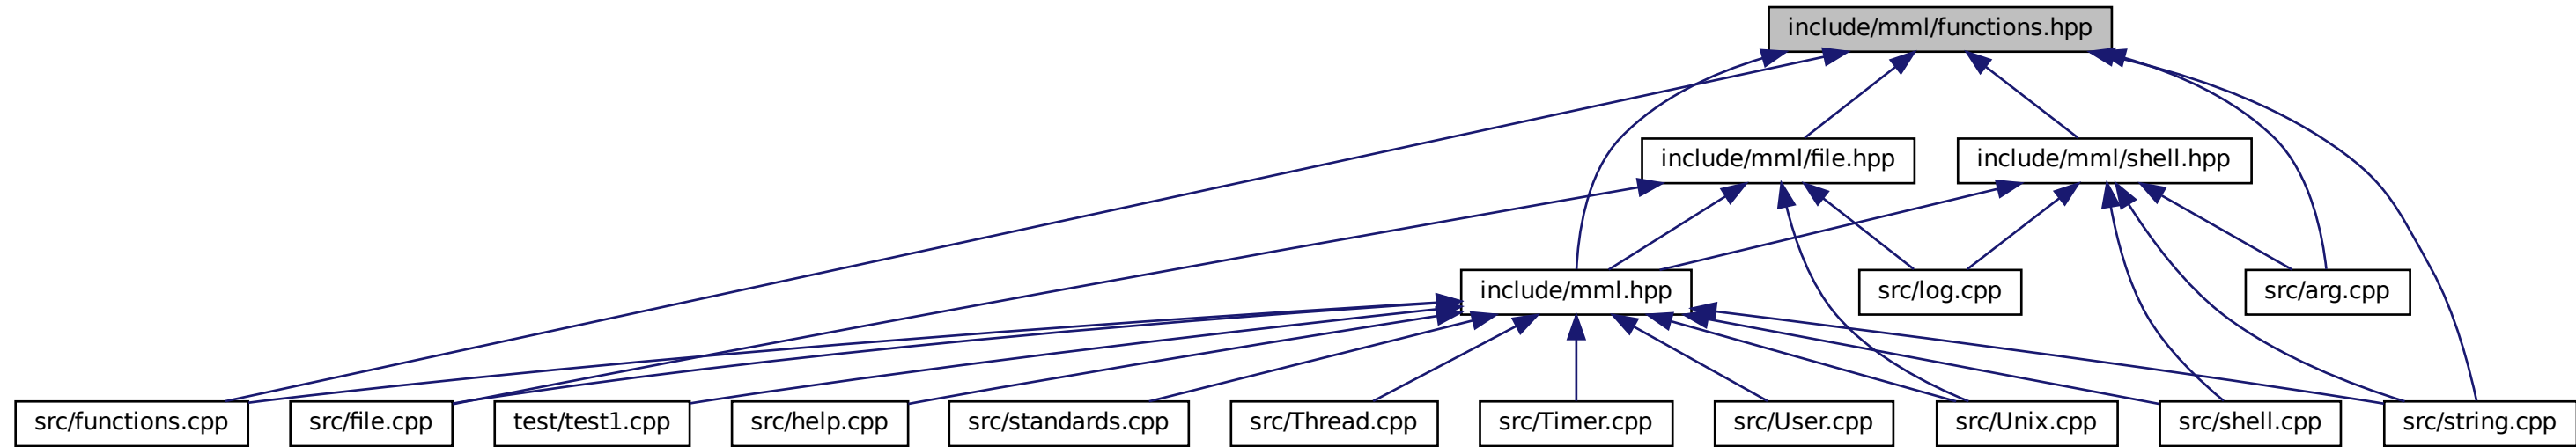 include/mml/functions.hpp
include/mml/file.hpp
include/mml/shell.hpp
include/mml.hpp
src/log.cpp
src/arg.cpp
src/functions.cpp
src/file.cpp
test/test1.cpp
src/help.cpp
src/standards.cpp
src/Thread.cpp
src/Timer.cpp
src/User.cpp
src/Unix.cpp
src/shell.cpp
src/string.cpp